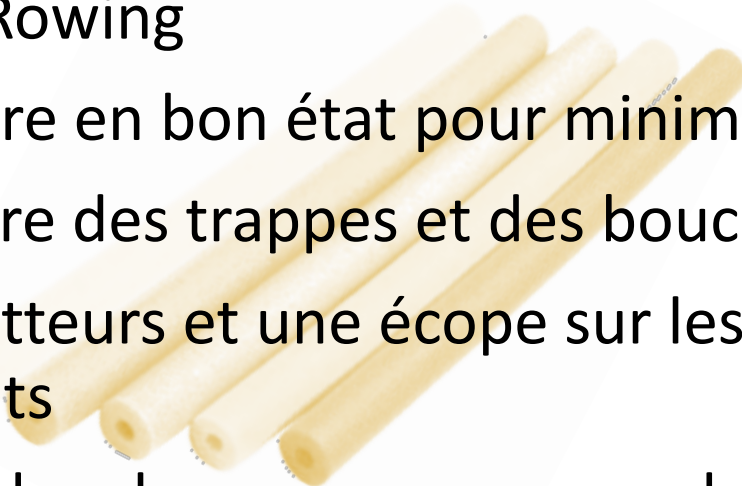 Rowing
re en bon état pour minim
re des trappes et des bouc
tteurs et une écope sur les
ts